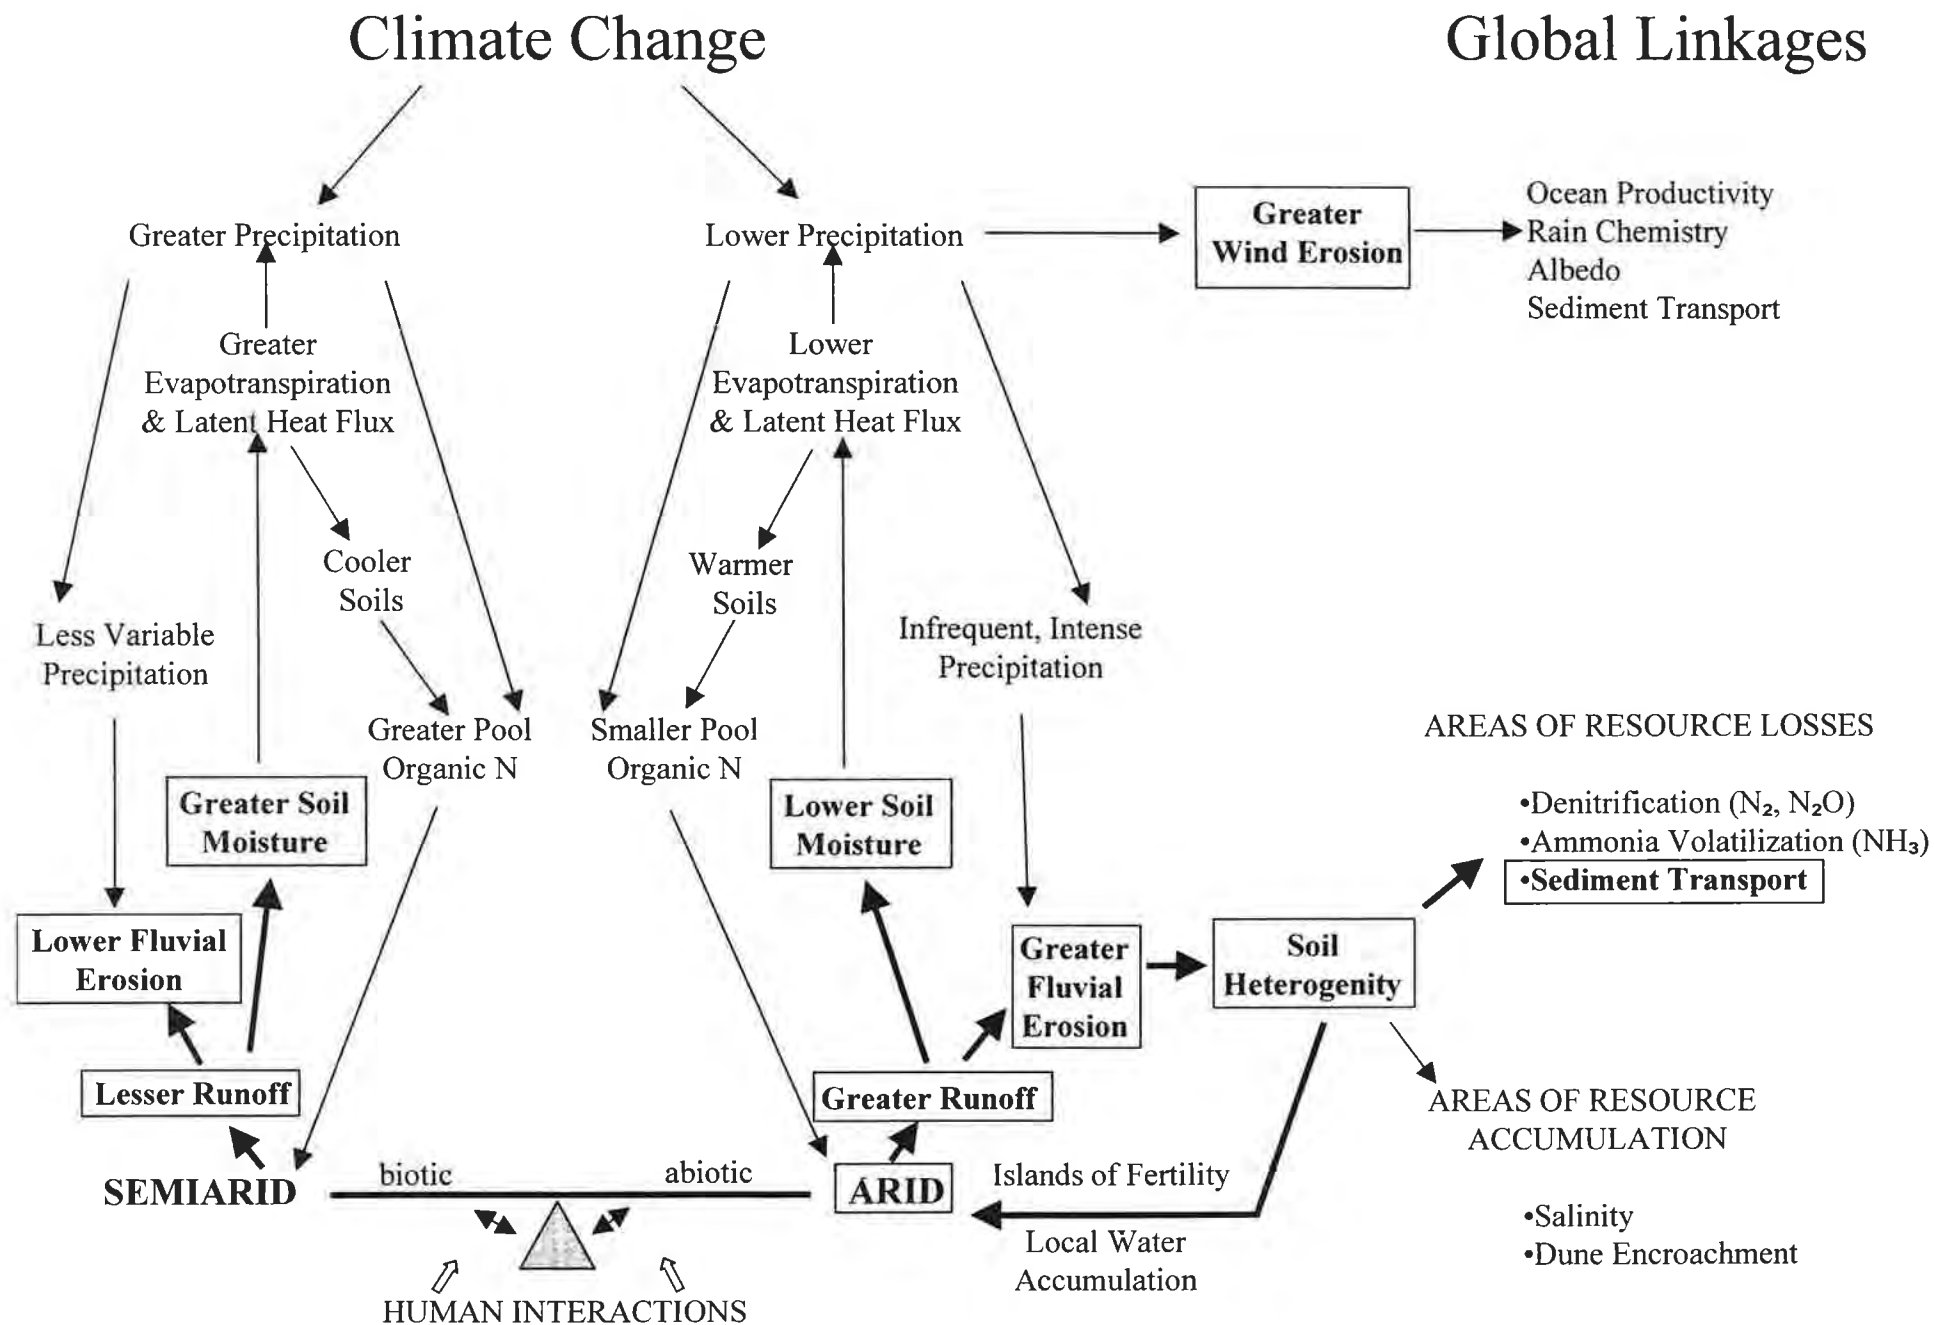 Climate Change
Global Linkages
Greater Precipitation
Lower Precipitation
Greater
Wind Erosion
Ocean Productivity
Rain Chemistry
Albedo
Sediment Transport
Greater
Evapotranspiration
& Latent Heat Flux
Lower
Evapotranspiration
& Latent Heat Flux
Cooler
Soils
Warmer
Soils
Less Variable
Precipitation
Infrequent, Intense
Precipitation
Greater Pool
Organic N
Smaller Pool
Organic N
Greater Soil
Moisture
Lower Soil
Moisture
AREAS OF RESOURCE LOSSES
•Denitrification (N₂, N₂O)
•Ammonia Volatilization (NH₃)
•Sediment Transport
Lower Fluvial
Erosion
Greater
Fluvial
Erosion
Soil
Heterogenity
Lesser Runoff
Greater Runoff
AREAS OF RESOURCE
ACCUMULATION
•Salinity
•Dune Encroachment
SEMIARID
biotic
abiotic
ARID
Islands of Fertility
Local Water
Accumulation
HUMAN INTERACTIONS